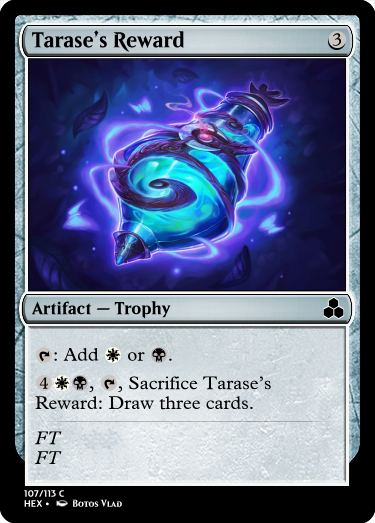 Tarase's Reward 3
Artifact — Trophy
: Add or .
4 , , Sacrifice Tarase's
Reward: Draw three cards.
FT
FT
107/113 C
HEX • Botos Vlad